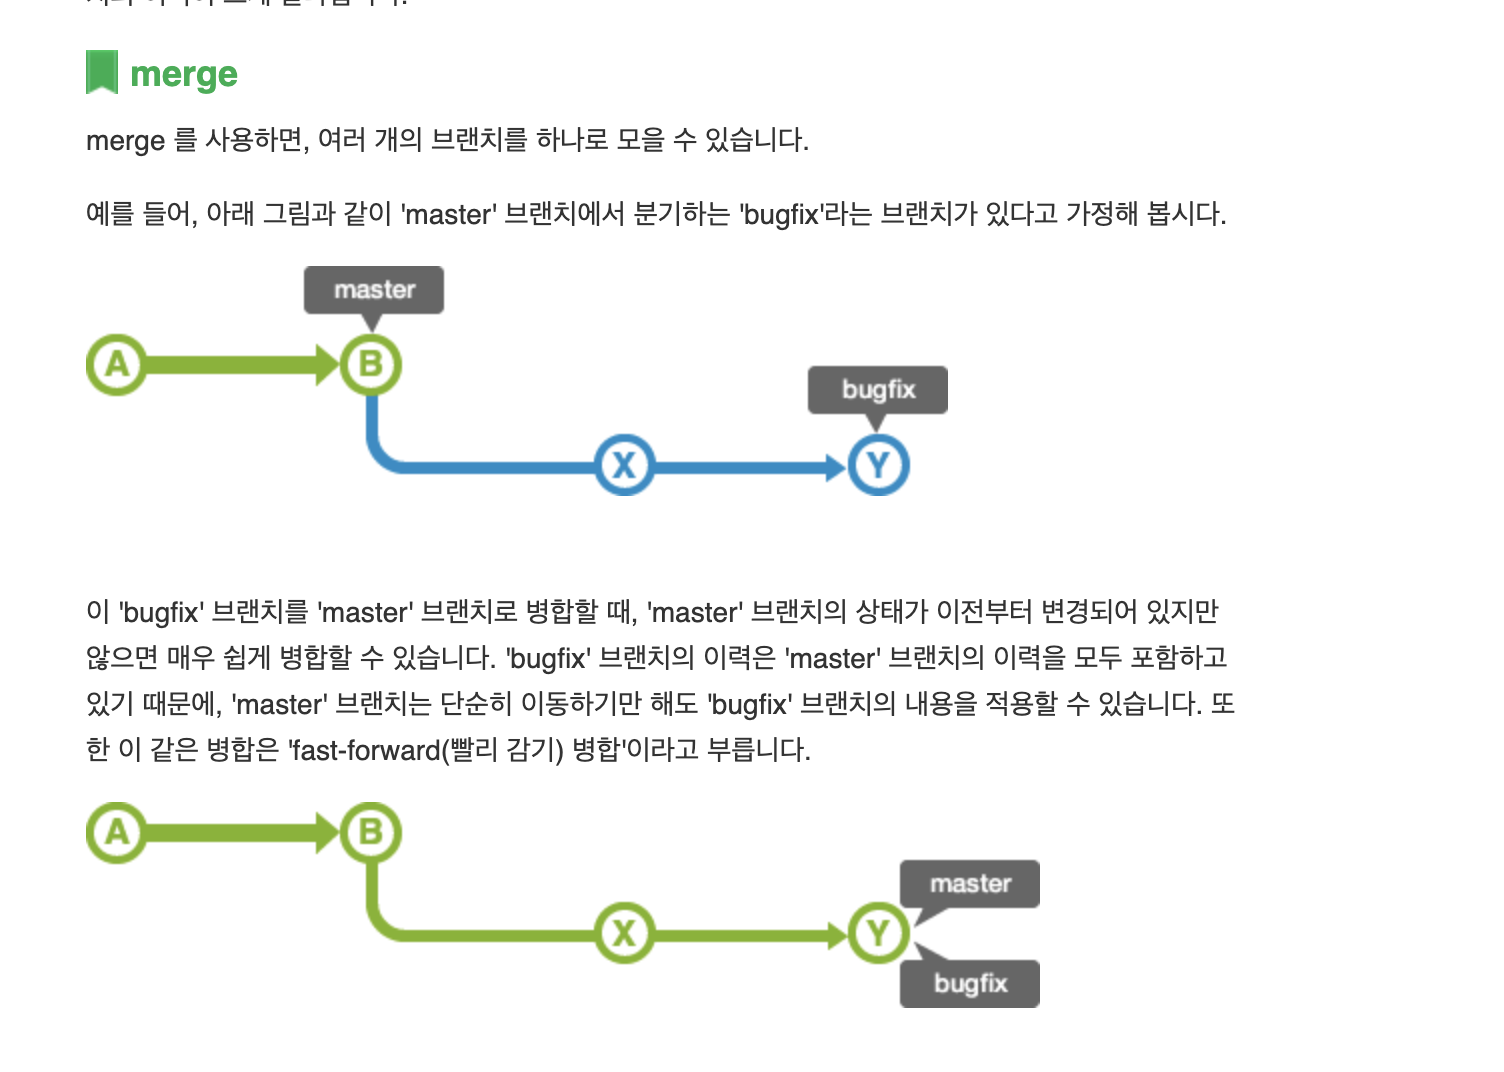 merge
merge 를 사용하면, 여러 개의 브랜치를 하나로 모을 수 있습니다.
예를 들어, 아래 그림과 같이 'master' 브랜치에서 분기하는 'bugfix'라는 브랜치가 있다고 가정해 봅시다.
master
A B
bugfix
X Y
이 'bugfix' 브랜치를 'master' 브랜치로 병합할 때, 'master' 브랜치의 상태가 이전부터 변경되어 있지만
않으면 매우 쉽게 병합할 수 있습니다. 'bugfix' 브랜치의 이력은 'master' 브랜치의 이력을 모두 포함하고
있기 때문에, 'master' 브랜치는 단순히 이동하기만 해도 'bugfix' 브랜치의 내용을 적용할 수 있습니다. 또
한 이 같은 병합은 'fast-forward(빨리 감기) 병합'이라고 부릅니다.
A B
master
X Y
bugfix